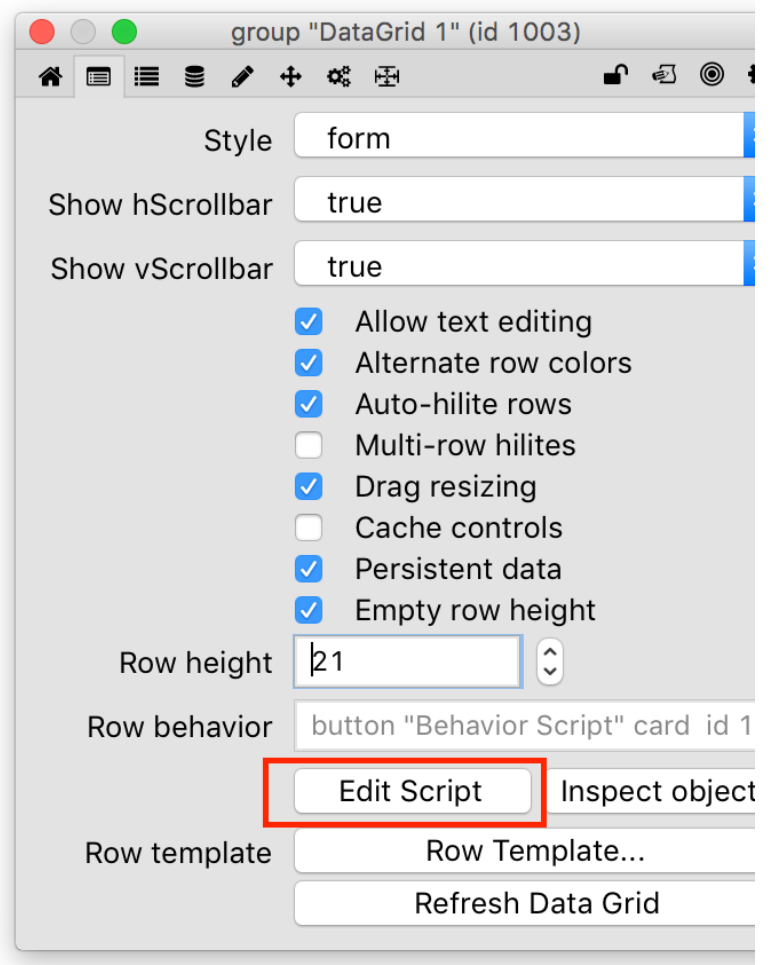 group "DataGrid 1" (id 1003)
Style form
Show hScrollbar true
Show vScrollbar true
Allow text editing
Alternate row colors
Auto-hilite rows
Multi-row hilites
Drag resizing
Cache controls
Persistent data
Empty row height
Row height 21
Row behavior button "Behavior Script" card id 1
Edit Script Inspect object
Row template Row Template...
Refresh Data Grid